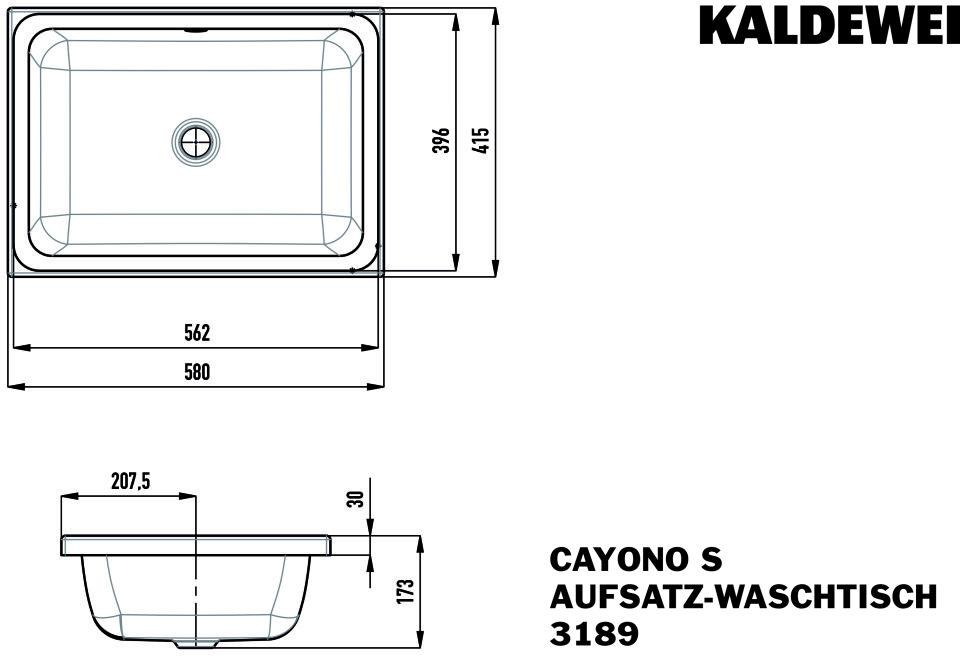 KALDEWEI
396
415
562
580
207,5
30
173
CAYONO S
AUFSATZ-WASCHTISCH
3189